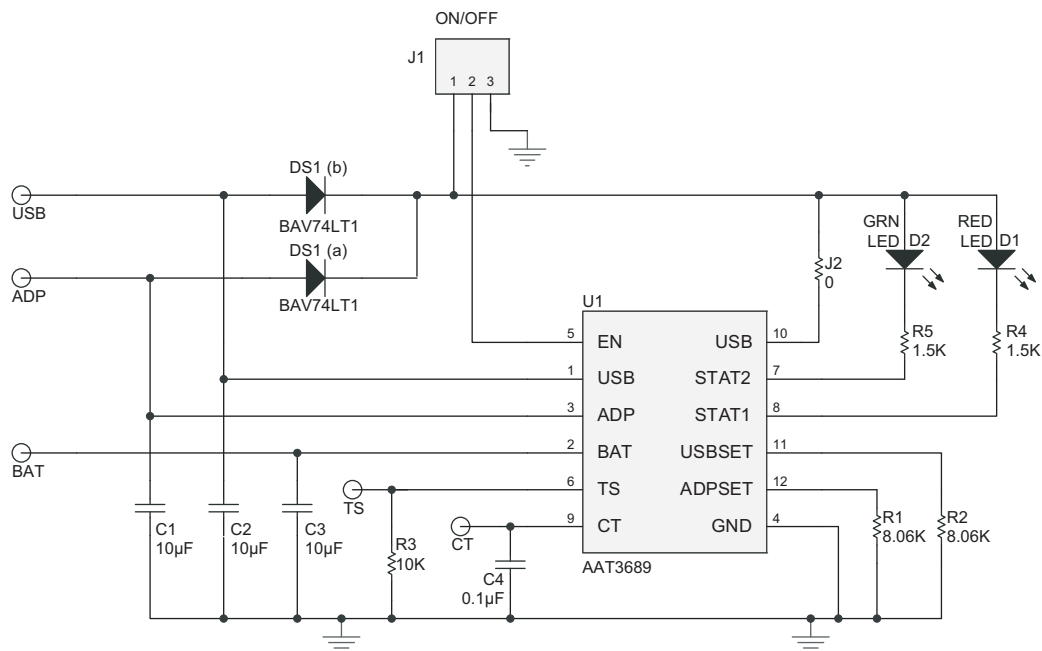 ON/OFF
J1
1 2 3
DS1 (b)
USB
BAV74LT1
DS1 (a)
ADP
BAV74LT1
GRN
LED D2
RED
LED D1
J2
0
U1
R5
1.5K
R4
1.5K
5 EN USB 10
1 USB STAT2 7
3 ADP STAT1 8
2 BAT USBSET 11
6 TS ADPSET 12
9 CT GND 4
BAT
TS
CT
C1
10µF
C2
10µF
C3
10µF
R3
10K
C4
0.1µF
AAT3689
R1
8.06K
R2
8.06K